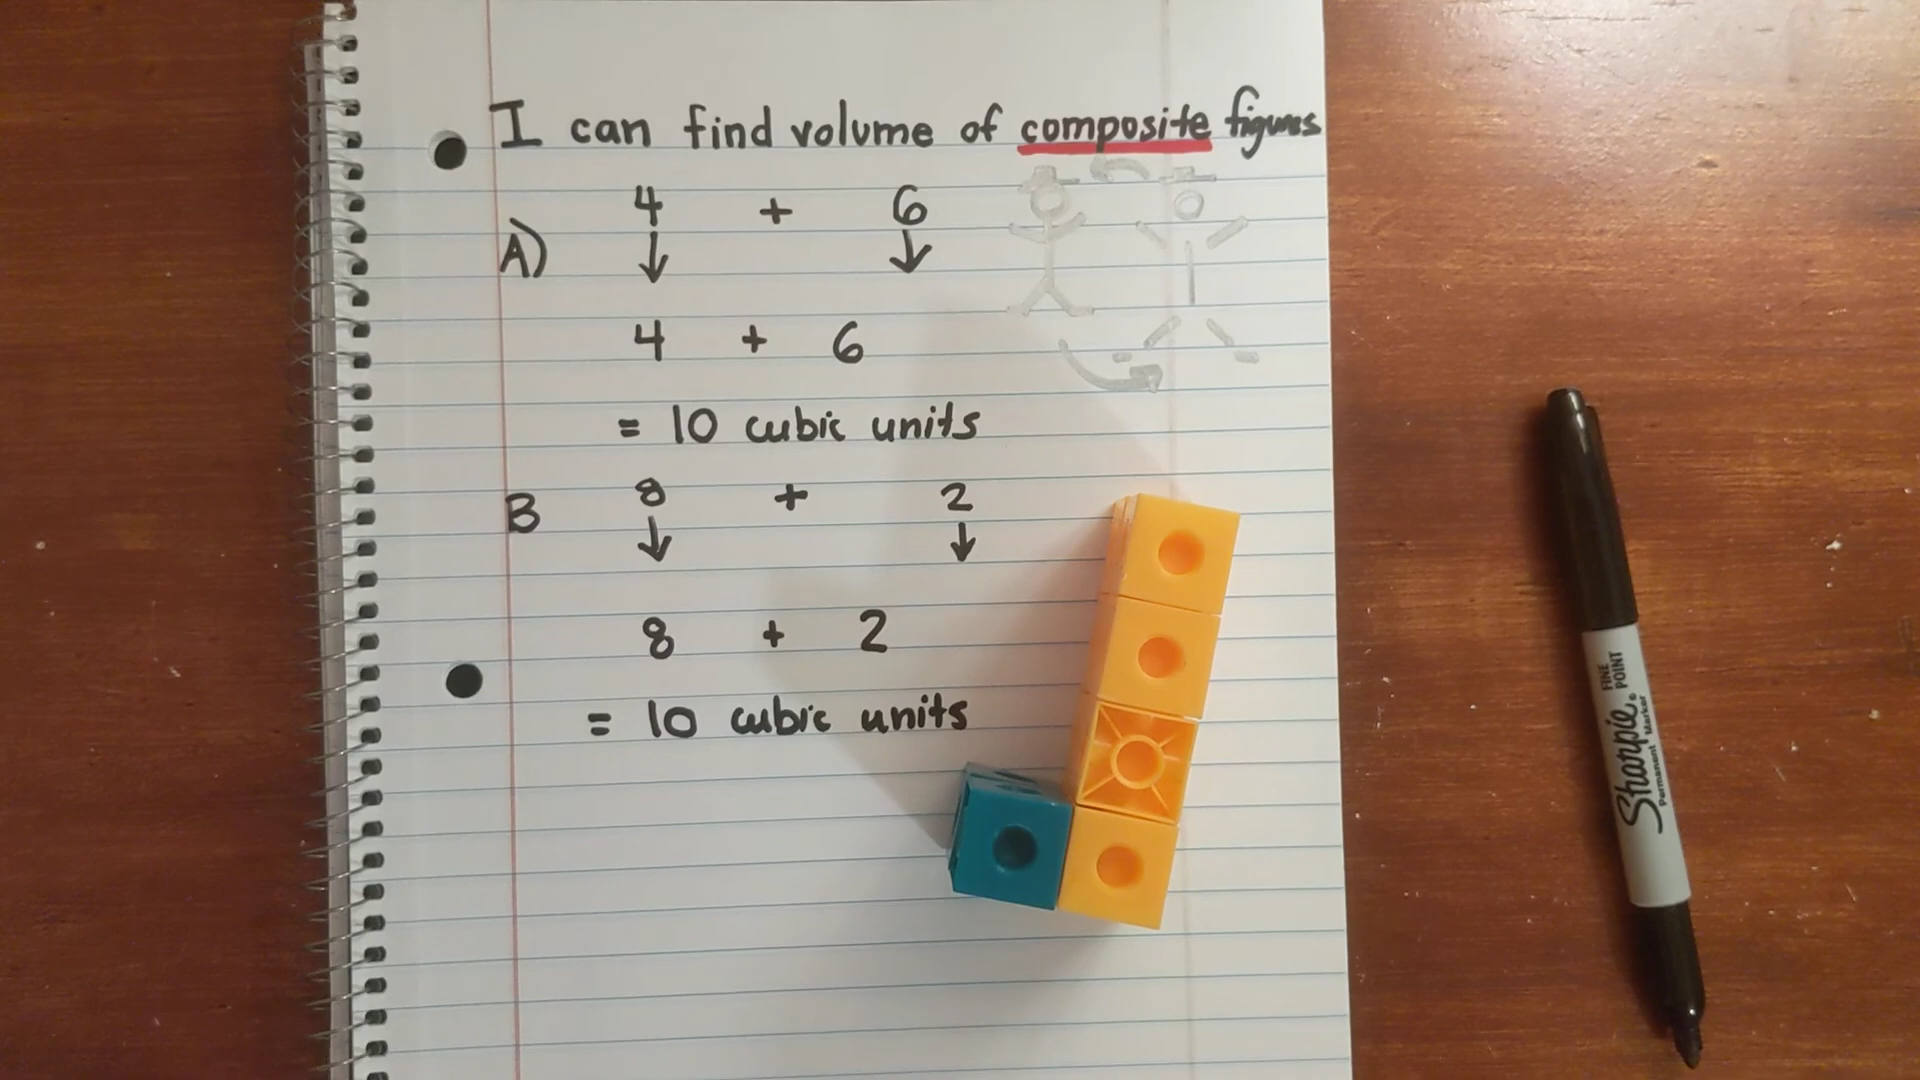 I can find volume of composite figures
4 + 6
A) ↓ ↓
4 + 6
= 10 cubic units
8 + 2
B ↓ ↓
8 + 2
= 10 cubic units
FINE POINT
Sharpie®
Permanent Marker